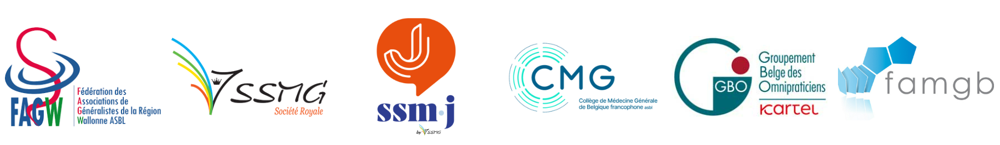 FAGW
Fédération des
Associations de
Généralistes de la Région
Wallonne ASBL
SSMG
Société Royale
J
ssm·j
by SSMG
CMG
Collège de Médecine Générale
de Belgique francophone asbl
GBO
Groupement
Belge des
Omnipraticiens
Kartel
famgb